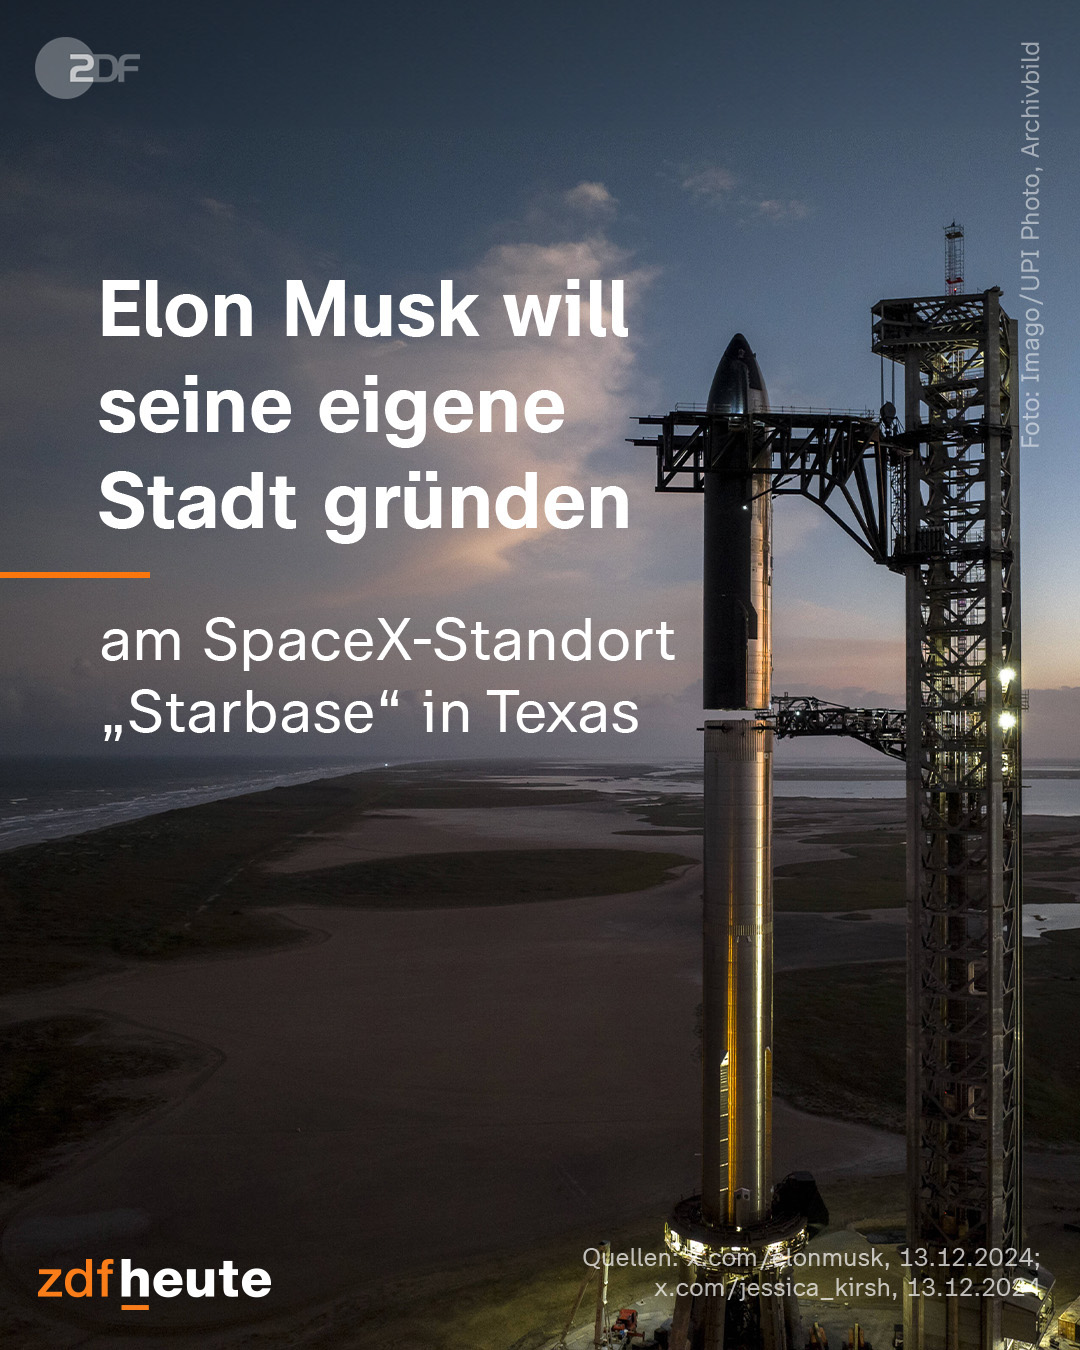 ZDF
Foto: Imago/UPI Photo, Archivbild
Elon Musk will
seine eigene
Stadt gründen
am SpaceX-Standort
„Starbase“ in Texas
zdfheute
Quellen: x.com/elonmusk, 13.12.2024;
x.com/jessica_kirsh, 13.12.2024